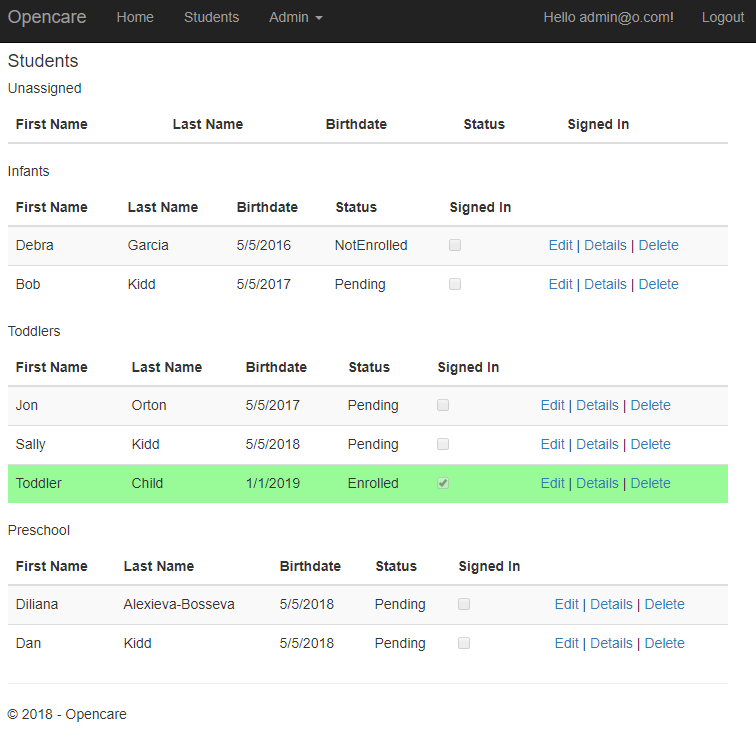 Opencare Home Students Admin Hello admin@o.com! Logout
Students
Unassigned
First Name Last Name Birthdate Status Signed In
Infants
First Name Last Name Birthdate Status Signed In
Debra Garcia 5/5/2016 NotEnrolled Edit | Details | Delete
Bob Kidd 5/5/2017 Pending Edit | Details | Delete
Toddlers
First Name Last Name Birthdate Status Signed In
Jon Orton 5/5/2017 Pending Edit | Details | Delete
Sally Kidd 5/5/2018 Pending Edit | Details | Delete
Toddler Child 1/1/2019 Enrolled Edit | Details | Delete
Preschool
First Name Last Name Birthdate Status Signed In
Diliana Alexieva-Bosseva 5/5/2018 Pending Edit | Details | Delete
Dan Kidd 5/5/2018 Pending Edit | Details | Delete
© 2018 - Opencare